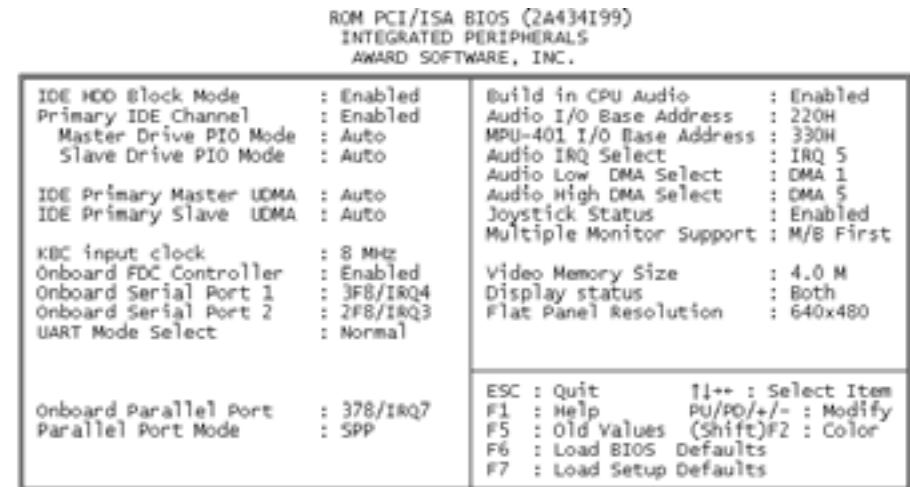 ROM PCI/ISA BIOS (2A434I99)
INTEGRATED PERIPHERALS
AWARD SOFTWARE, INC.
IDE HDD Block Mode : Enabled
Primary IDE Channel : Enabled
Master Drive PIO Mode : Auto
Slave Drive PIO Mode : Auto
IDE Primary Master UDMA : Auto
IDE Primary Slave UDMA : Auto
KBC input clock : 8 MHz
Onboard FDC Controller : Enabled
Onboard Serial Port 1 : 3F8/IRQ4
Onboard Serial Port 2 : 2F8/IRQ3
UART Mode Select : Normal
Onboard Parallel Port : 378/IRQ7
Parallel Port Mode : SPP
Build in CPU Audio : Enabled
Audio I/O Base Address : 220H
MPU-401 I/O Base Address : 330H
Audio IRQ Select : IRQ 5
Audio Low DMA Select : DMA 1
Audio High DMA Select : DMA 5
Joystick Status : Enabled
Multiple Monitor Support : M/B First
Video Memory Size : 4.0 M
Display status : Both
Flat Panel Resolution : 640x480
ESC : Quit ↑↓→← : Select Item
F1 : Help PU/PD/+/- : Modify
F5 : Old Values (Shift)F2 : Color
F6 : Load BIOS Defaults
F7 : Load Setup Defaults